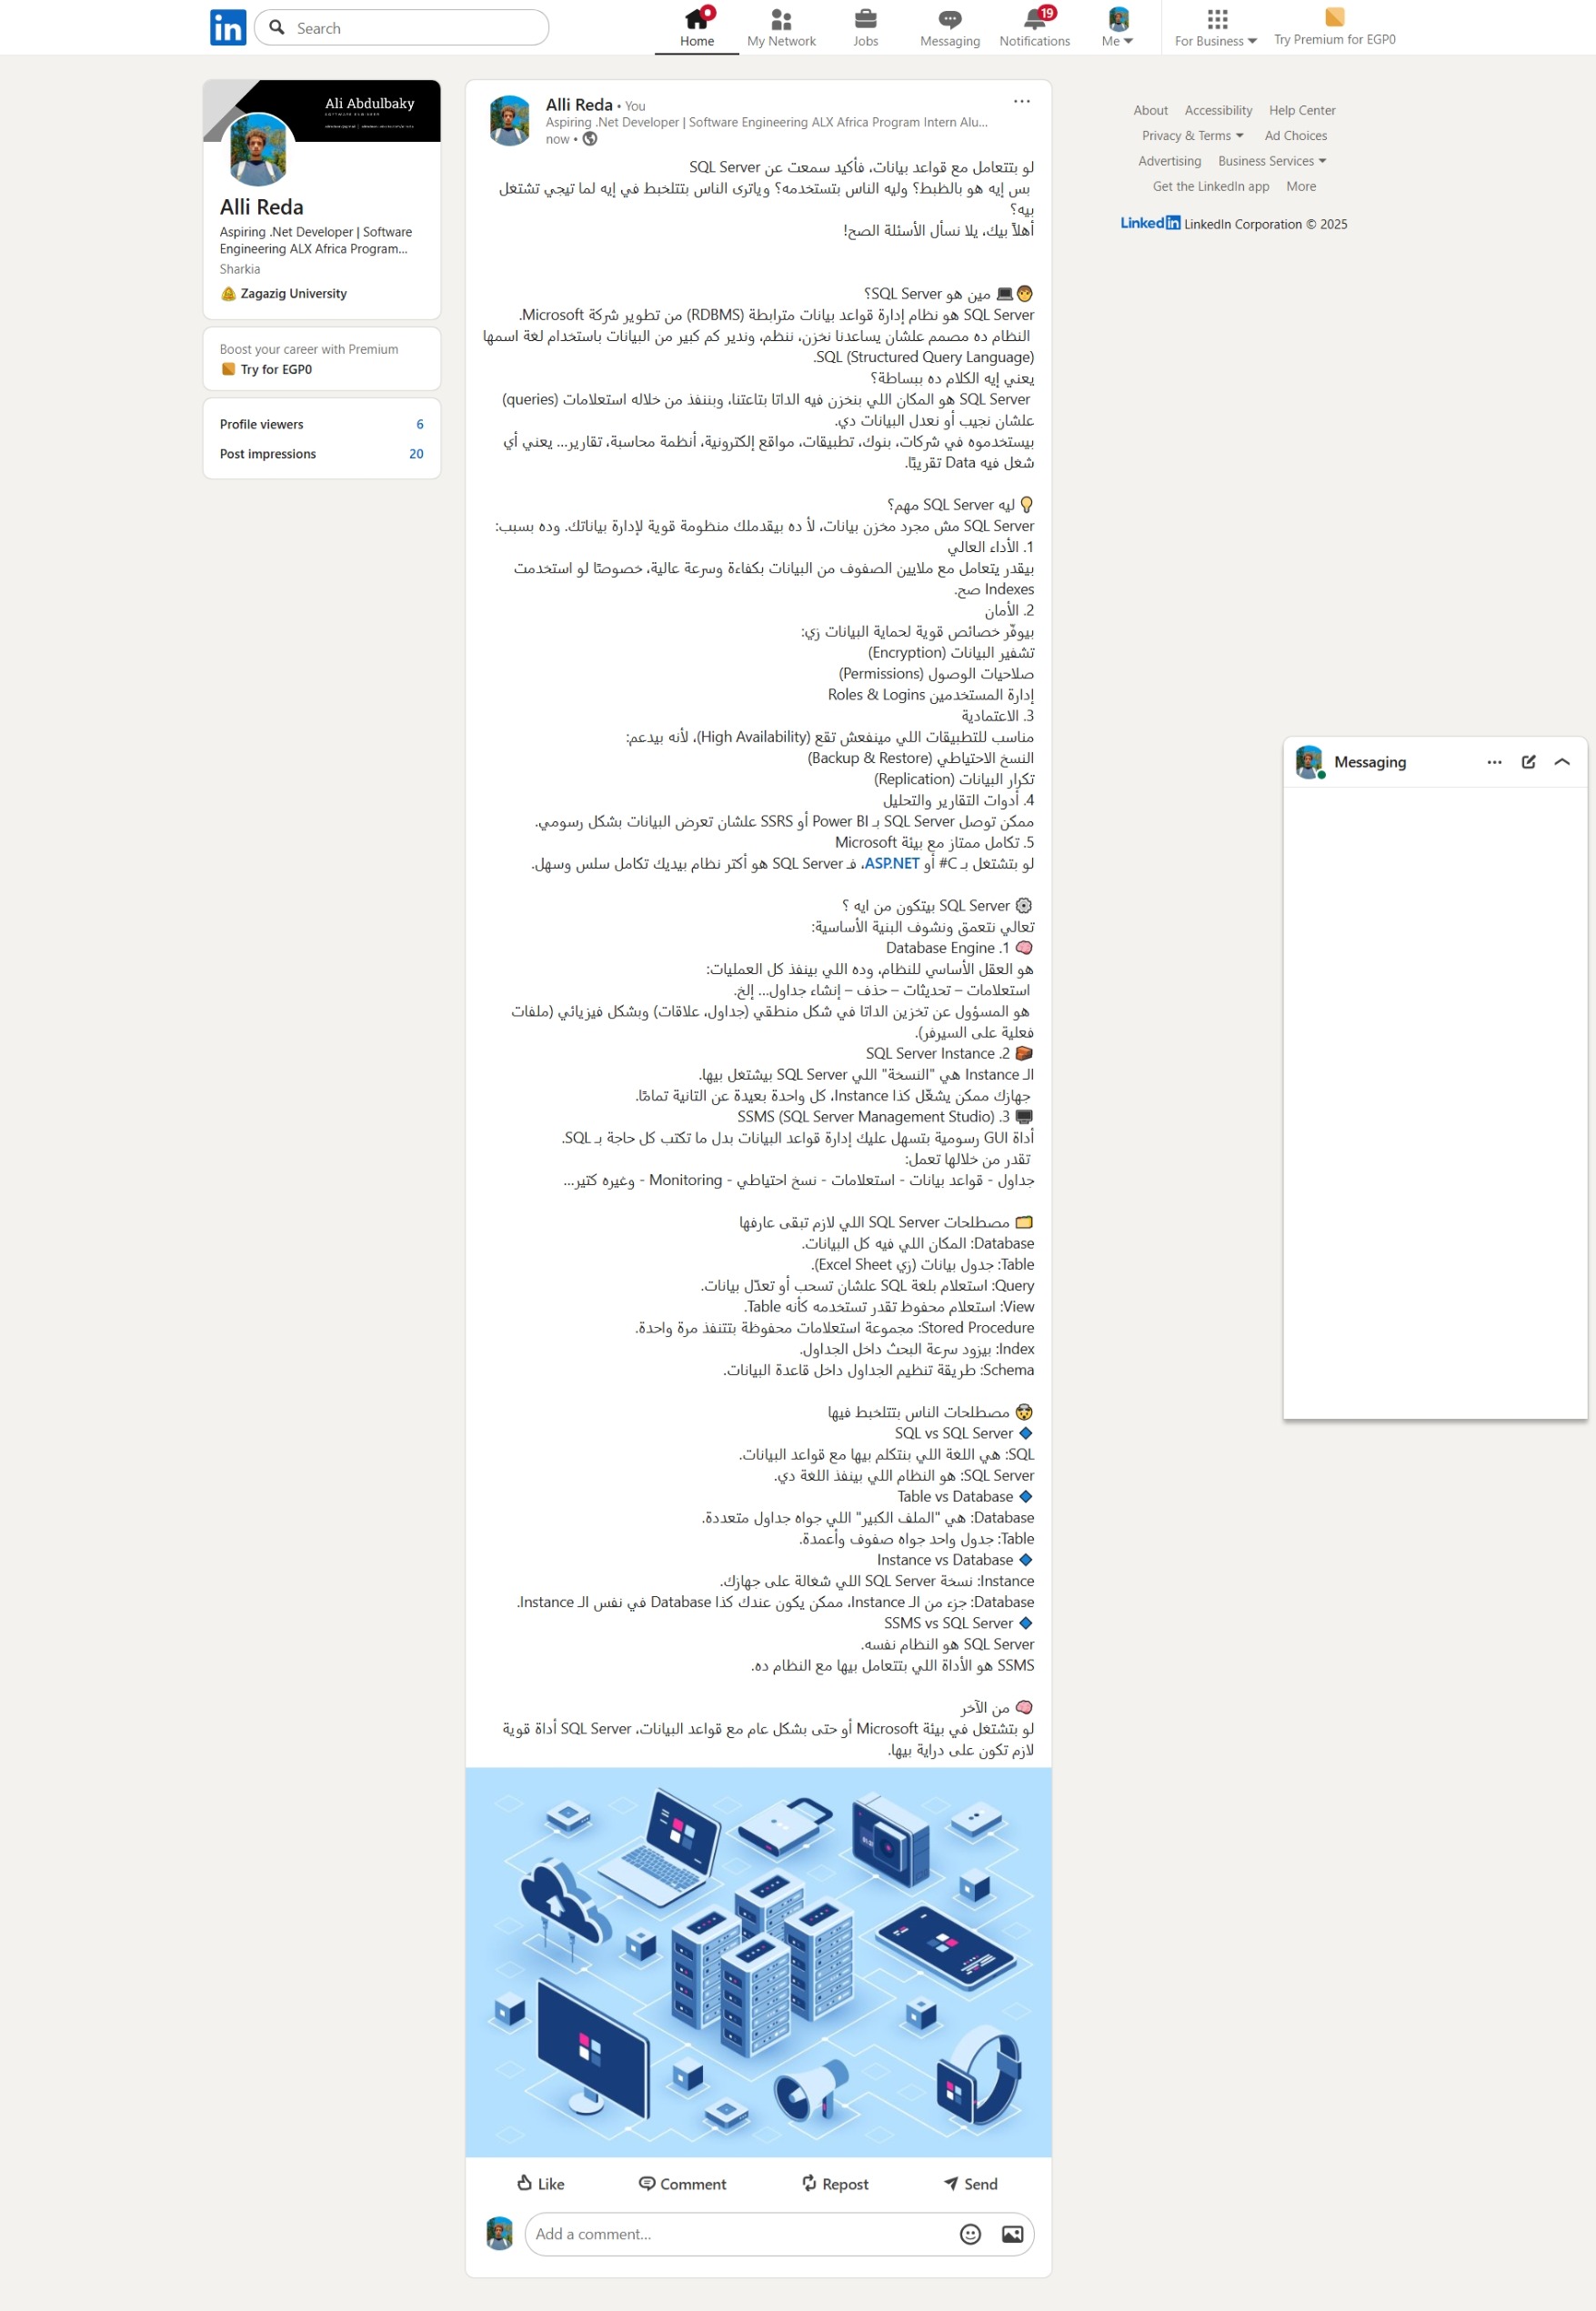 Search
Home
My Network
Jobs
Messaging
19
Notifications
Me
For Business
Try Premium for EGP0
Ali Abdulbaky
SOFTWARE ENGINEER
Alli Reda
Aspiring .Net Developer | Software
Engineering ALX Africa Program...
Sharkia
Zagazig University
Boost your career with Premium
Try for EGP0
Profile viewers 6
Post impressions 20
Alli Reda • You
Aspiring .Net Developer | Software Engineering ALX Africa Program Intern Alu...
now •
لو بتتعامل مع قواعد بيانات، فأكيد سمعت عن SQL Server
بس إيه هو بالظبط؟ وليه الناس بتستخدمه؟ وياترى الناس بتتلخبط في إيه لما تيجي تشتغل
بيه؟
أهلاً بيك، يلا نسأل الأسئلة الصح!
👨‍💻 مين هو SQL Server؟
SQL Server هو نظام إدارة قواعد بيانات مترابطة (RDBMS) من تطوير شركة Microsoft.
النظام ده مصمم علشان يساعدنا نخزن، ننظم، وندير كم كبير من البيانات باستخدام لغة اسمها
SQL (Structured Query Language).
يعني إيه الكلام ده ببساطة؟
SQL Server هو المكان اللي بنخزن فيه الداتا بتاعتنا، وبننفذ من خلاله استعلامات (queries)
علشان نجيب أو نعدل البيانات دي.
بيستخدموه في شركات، بنوك، تطبيقات، مواقع إلكترونية، أنظمة محاسبة، تقارير... يعني أي
شغل فيه Data تقريبًا.
💡 ليه SQL Server مهم؟
SQL Server مش مجرد مخزن بيانات، لأ ده بيقدملك منظومة قوية لإدارة بياناتك. وده بسبب:
1. الأداء العالي
بيقدر يتعامل مع ملايين الصفوف من البيانات بكفاءة وسرعة عالية، خصوصًا لو استخدمت
Indexes صح.
2. الأمان
بيوفّر خصائص قوية لحماية البيانات زي:
تشفير البيانات (Encryption)
صلاحيات الوصول (Permissions)
إدارة المستخدمين Roles & Logins
3. الاعتمادية
مناسب للتطبيقات اللي مينفعش تقع (High Availability)، لأنه بيدعم:
النسخ الاحتياطي (Backup & Restore)
تكرار البيانات (Replication)
4. أدوات التقارير والتحليل
ممكن توصل SQL Server بـ Power BI أو SSRS علشان تعرض البيانات بشكل رسومي.
5. تكامل ممتاز مع بيئة Microsoft
لو بتشتغل بـ C# أو ASP.NET، فـ SQL Server هو أكتر نظام بيديك تكامل سلس وسهل.
⚙️ SQL Server بيتكون من ايه ؟
تعالي نتعمق ونشوف البنية الأساسية:
🧠 1. Database Engine
هو العقل الأساسي للنظام، وده اللي بينفذ كل العمليات:
استعلامات – تحديثات – حذف – إنشاء جداول... إلخ.
هو المسؤول عن تخزين الداتا في شكل منطقي (جداول، علاقات) وبشكل فيزيائي (ملفات
فعلية على السيرفر).
🧱 2. SQL Server Instance
الـ Instance هي "النسخة" اللي SQL Server بيشتغل بيها.
جهازك ممكن يشغّل كذا Instance، كل واحدة بعيدة عن التانية تمامًا.
🖥️ 3. SSMS (SQL Server Management Studio)
أداة GUI رسومية بتسهل عليك إدارة قواعد البيانات بدل ما تكتب كل حاجة بـ SQL.
تقدر من خلالها تعمل:
جداول - قواعد بيانات - استعلامات - نسخ احتياطي - Monitoring - وغيره كتير...
🗂️ مصطلحات SQL Server اللي لازم تبقى عارفها
Database: المكان اللي فيه كل البيانات.
Table: جدول بيانات (زي Excel Sheet).
Query: استعلام بلغة SQL علشان تسحب أو تعدّل بيانات.
View: استعلام محفوظ تقدر تستخدمه كأنه Table.
Stored Procedure: مجموعة استعلامات محفوظة بتتنفذ مرة واحدة.
Index: بيزود سرعة البحث داخل الجداول.
Schema: طريقة تنظيم الجداول داخل قاعدة البيانات.
🤯 مصطلحات الناس بتتلخبط فيها
🔷 SQL vs SQL Server
SQL: هي اللغة اللي بنتكلم بيها مع قواعد البيانات.
SQL Server: هو النظام اللي بينفذ اللغة دي.
🔷 Table vs Database
Database: هي "الملف الكبير" اللي جواه جداول متعددة.
Table: جدول واحد جواه صفوف وأعمدة.
🔷 Instance vs Database
Instance: نسخة SQL Server اللي شغالة على جهازك.
Database: جزء من الـ Instance، ممكن يكون عندك كذا Database في نفس الـ Instance.
🔷 SSMS vs SQL Server
SQL Server هو النظام نفسه.
SSMS هو الأداة اللي بتتعامل بيها مع النظام ده.
🧠 من الآخر
لو بتشتغل في بيئة Microsoft أو حتى بشكل عام مع قواعد البيانات، SQL Server أداة قوية
لازم تكون على دراية بيها.
Like
Comment
Repost
Send
Add a comment...
About Accessibility Help Center
Privacy & Terms Ad Choices
Advertising Business Services
Get the LinkedIn app More
LinkedIn LinkedIn Corporation © 2025
Messaging